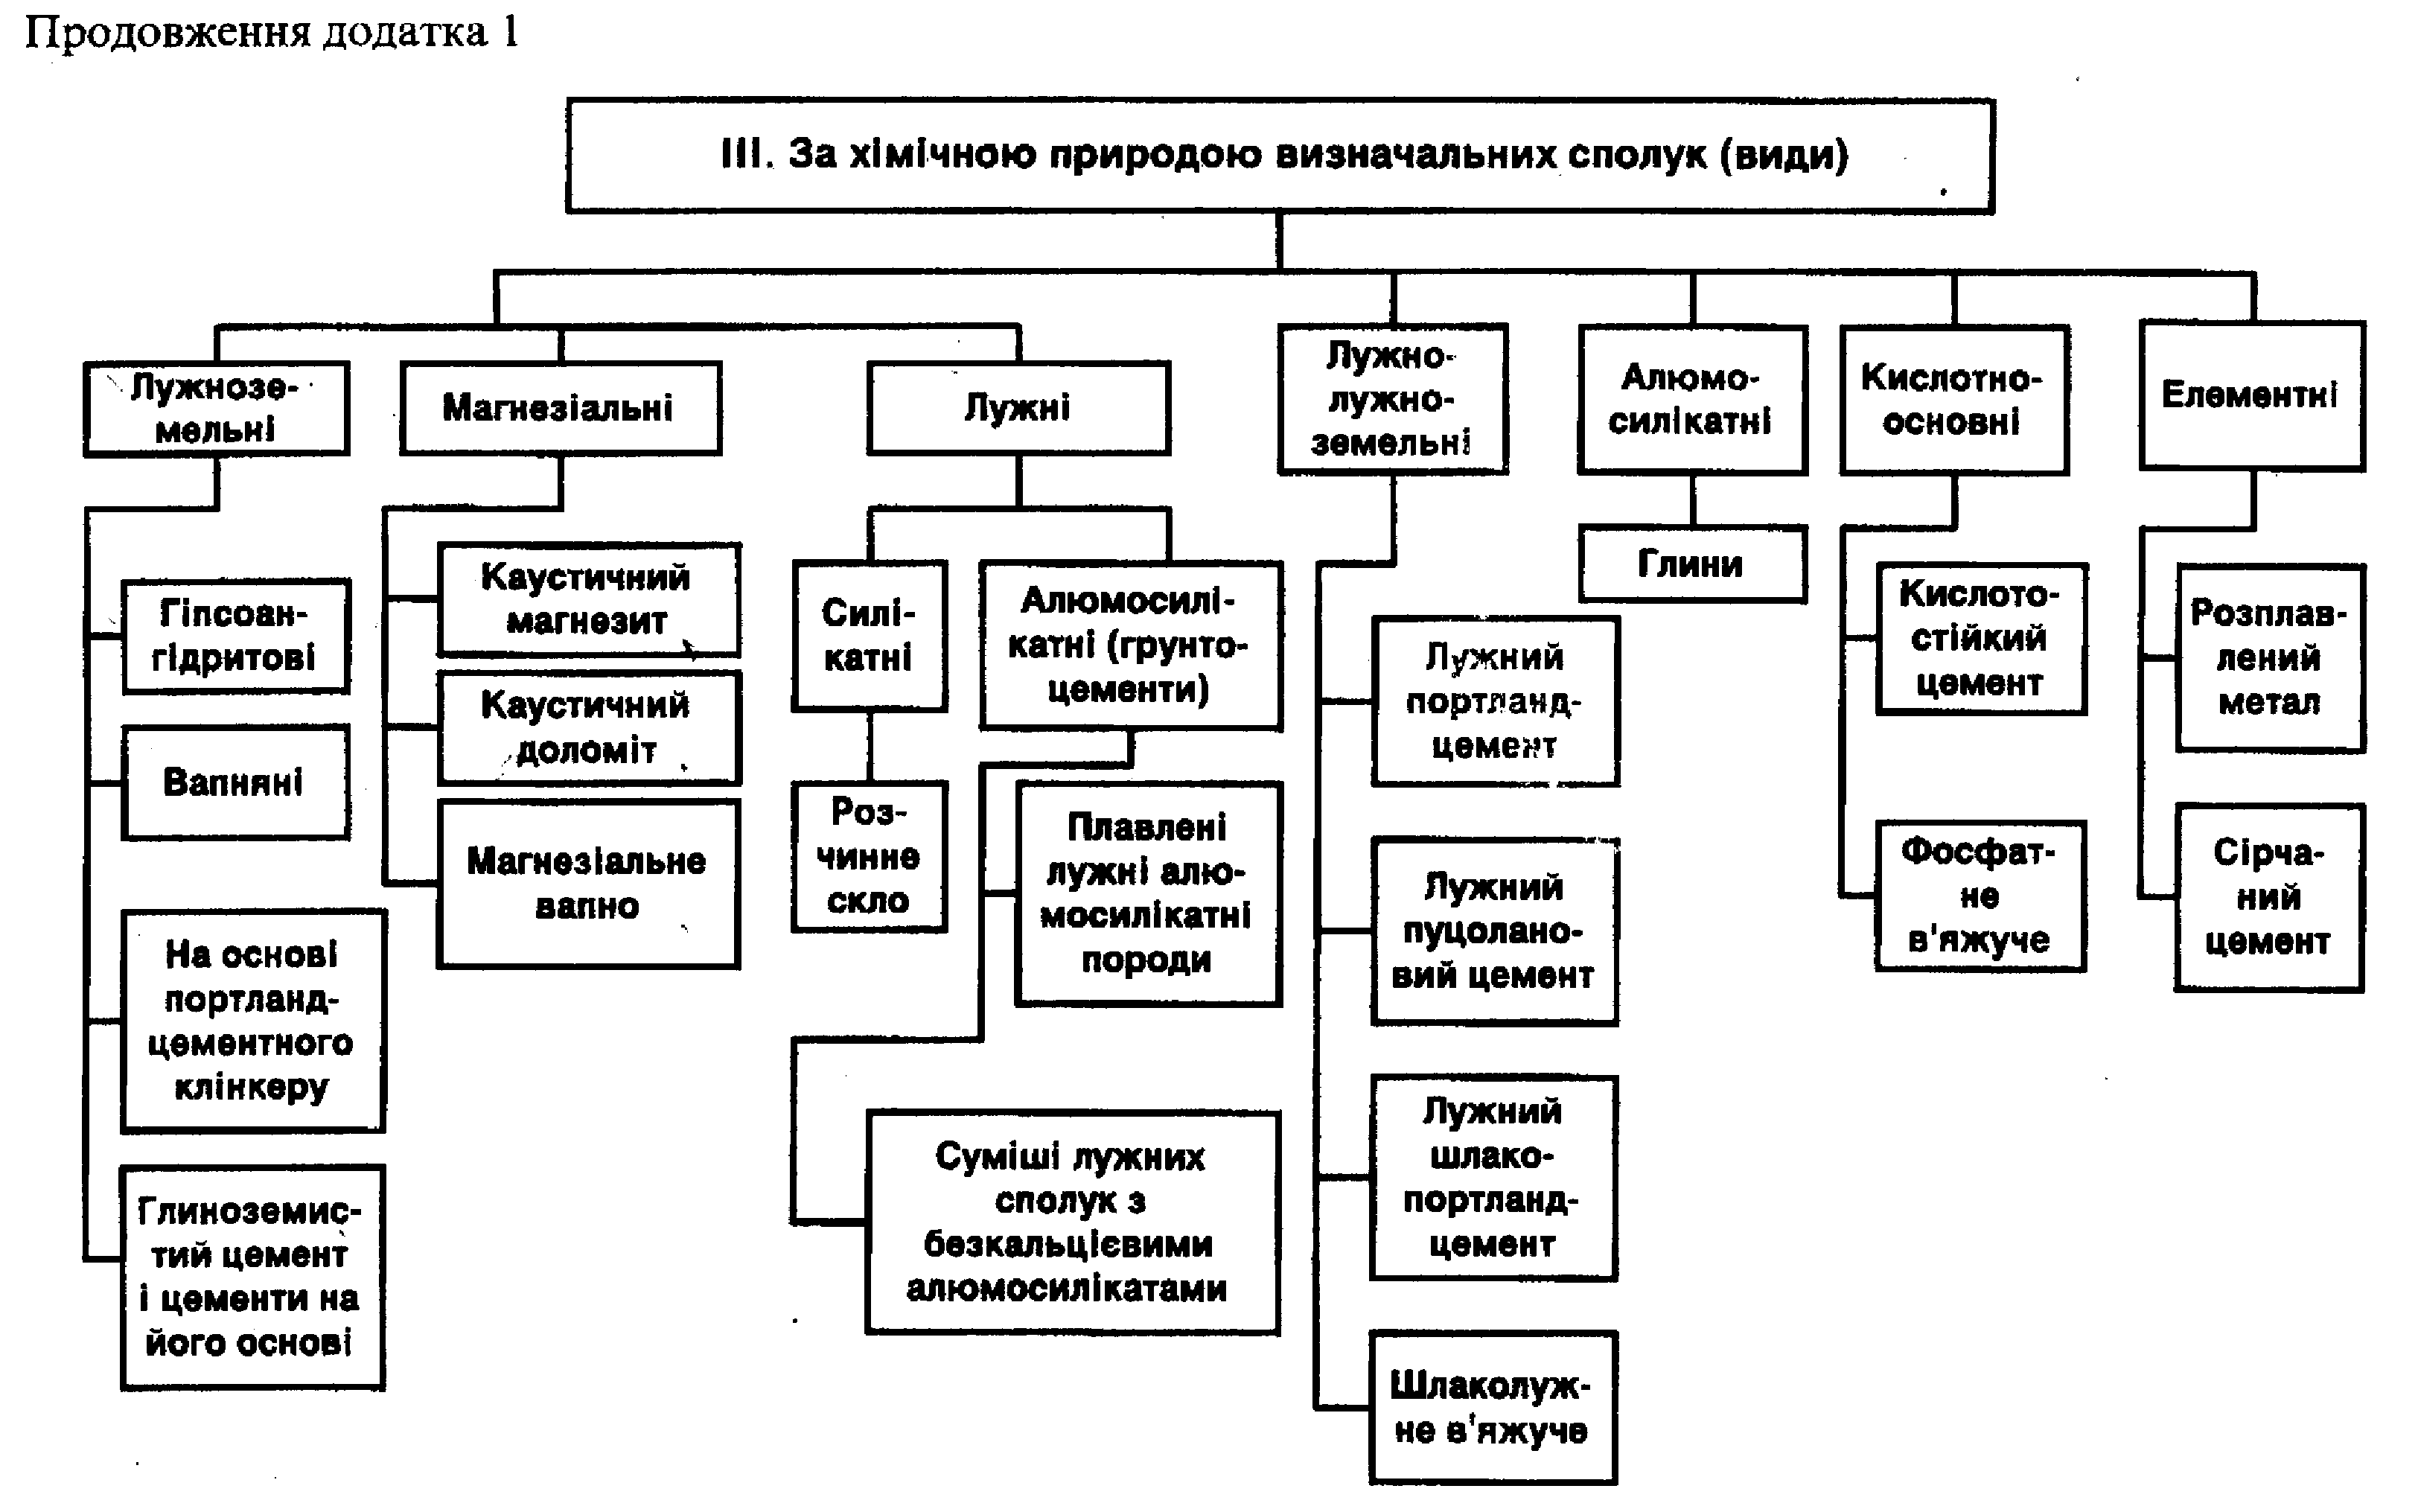 Продовження додатка 1
III. За хімічною природою визначальних сполук (види)
Лужнозе-
мельні
Магнезіальні
Лужні
Лужно-
лужно-
земельні
Алюмо-
силікатні
Кислотно-
основні
Елементні
Гіпсоан-
гідритові
Вапняні
На основі
портланд-
цементного
клінкеру
Глиноземис-
тий цемент
і цементи на
його основі
Каустичний
магнезит
Каустичний
доломіт
Магнезіальне
вапно
Силі-
катні
Роз-
чинне
скло
Алюмосилі-
катні (грунто-
цементи)
Плавлені
лужні алю-
мосилікатні
породи
Суміші лужних
сполук з
безкальцієвими
алюмосилікатами
Лужний
портланд-
цемент
Лужний
пуцолано-
вий цемент
Лужний
шлако-
портланд-
цемент
Шлаколуж-
не в'яжуче
Глини
Кислото-
стійкий
цемент
Фосфат-
не
в'яжуче
Розплав-
лений
метал
Сірча-
ний
цемент